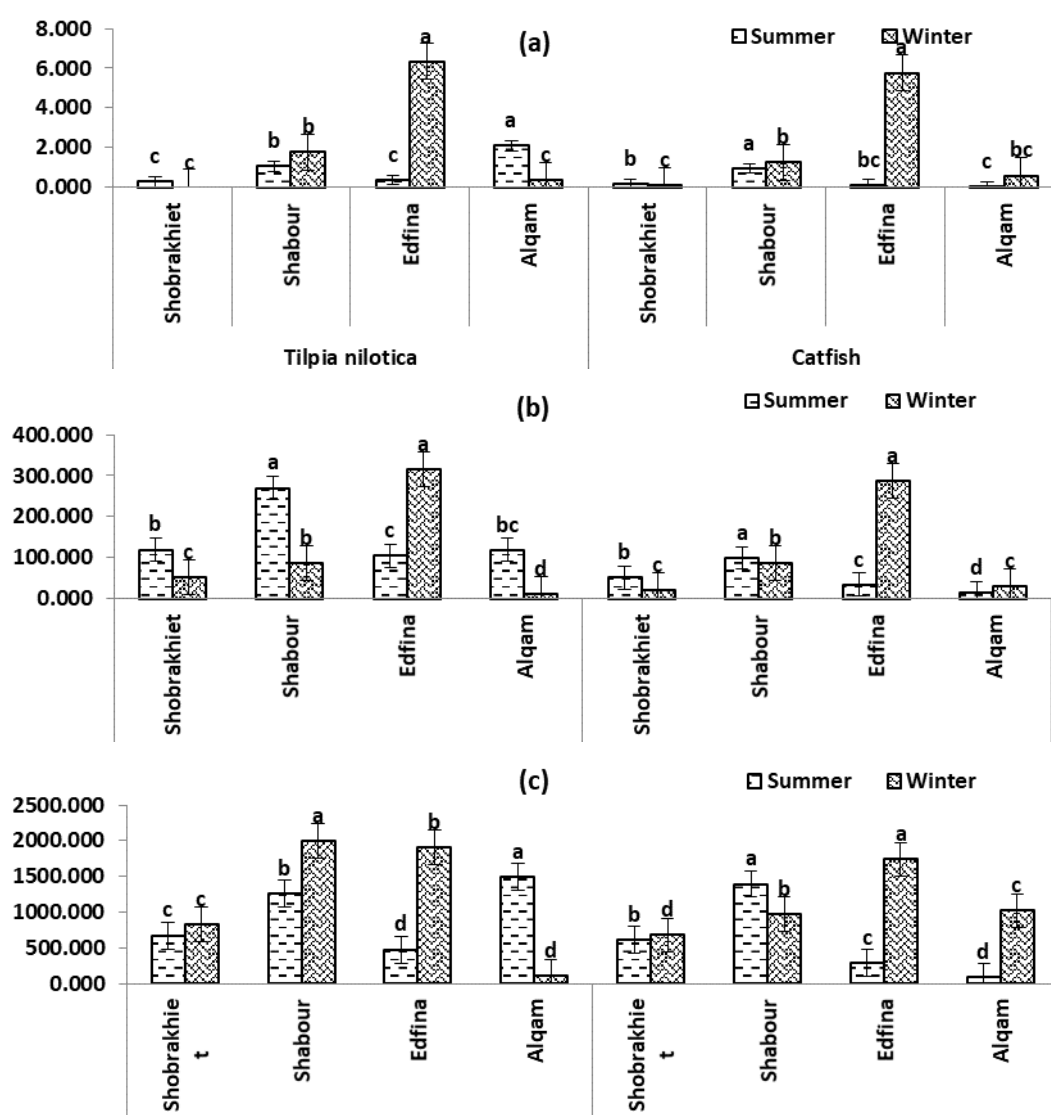 (a)
Summer Winter
8.000
6.000
4.000
2.000
0.000
c c b b c a a c b c a b bc a c bc
Shobrakhiet Shabour Edfina Alqam Shobrakhiet Shabour Edfina Alqam
Tilpia nilotica Catfish
(b)
Summer Winter
400.000
300.000
200.000
100.000
0.000
b c a b c a bc d b c a b c a d c
Shobrakhiet Shabour Edfina Alqam Shobrakhiet Shabour Edfina Alqam
(c)
Summer Winter
2500.000
2000.000
1500.000
1000.000
500.000
0.000
c c b a d b a d b d a b c a d c
Shobrakhie
t Shabour Edfina Alqam Shobrakhie
t Shabour Edfina Alqam